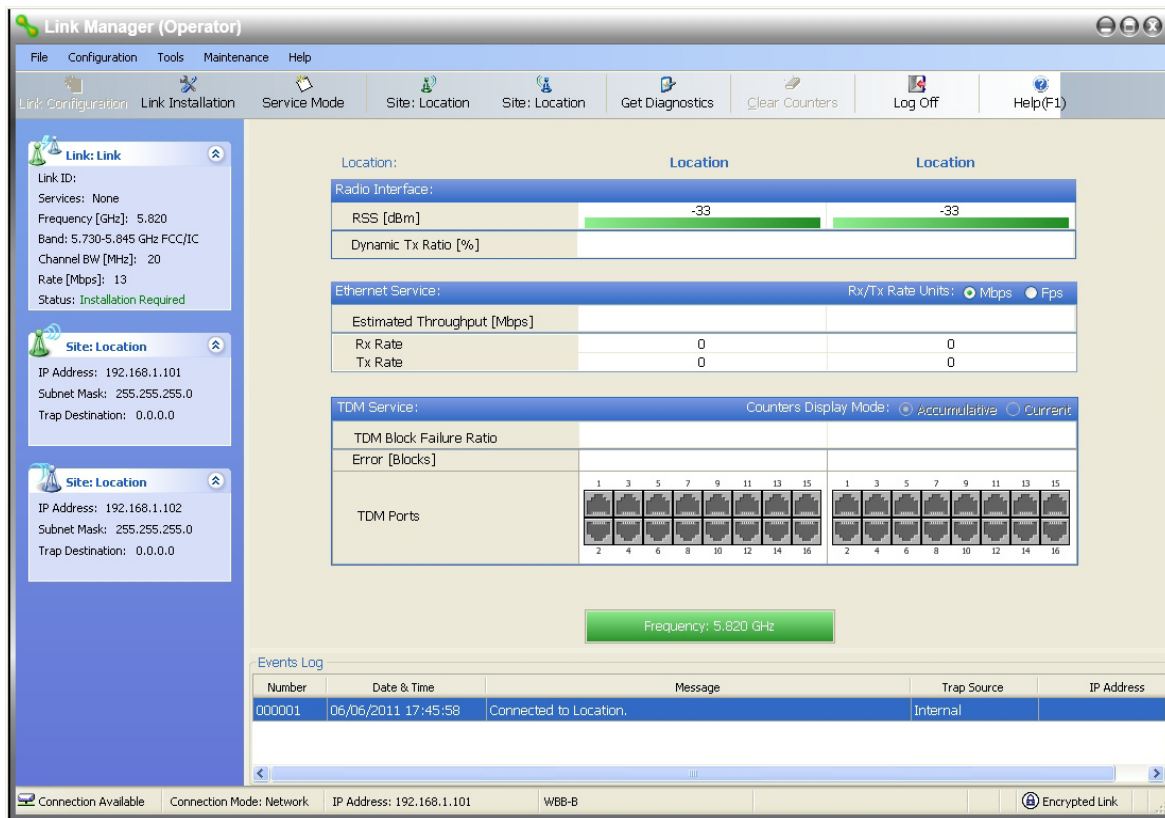 Link Manager (Operator)
File Configuration Tools Maintenance Help
Link Configuration Link Installation Service Mode Site: Location Site: Location Get Diagnostics Clear Counters Log Off Help(F1)
Link: Link
Link ID:
Services: None
Frequency [GHz]: 5.820
Band: 5.730-5.845 GHz FCC/IC
Channel BW [MHz]: 20
Rate [Mbps]: 13
Status: Installation Required
Site: Location
IP Address: 192.168.1.101
Subnet Mask: 255.255.255.0
Trap Destination: 0.0.0.0
Site: Location
IP Address: 192.168.1.102
Subnet Mask: 255.255.255.0
Trap Destination: 0.0.0.0
Location: Location Location
Radio Interface:
RSS [dBm] -33 -33
Dynamic Tx Ratio [%]
Ethernet Service: Rx/Tx Rate Units: Mbps Fps
Estimated Throughput [Mbps]
Rx Rate 0 0
Tx Rate 0 0
TDM Service: Counters Display Mode: Accumulative Current
TDM Block Failure Ratio
Error [Blocks]
1 3 5 7 9 11 13 15 1 3 5 7 9 11 13 15
TDM Ports
2 4 6 8 10 12 14 16 2 4 6 8 10 12 14 16
Frequency: 5.820 GHz
Events Log
Number Date & Time Message Trap Source IP Address
000001 06/06/2011 17:45:58 Connected to Location. Internal
Connection Available Connection Mode: Network IP Address: 192.168.1.101 WBB-B Encrypted Link